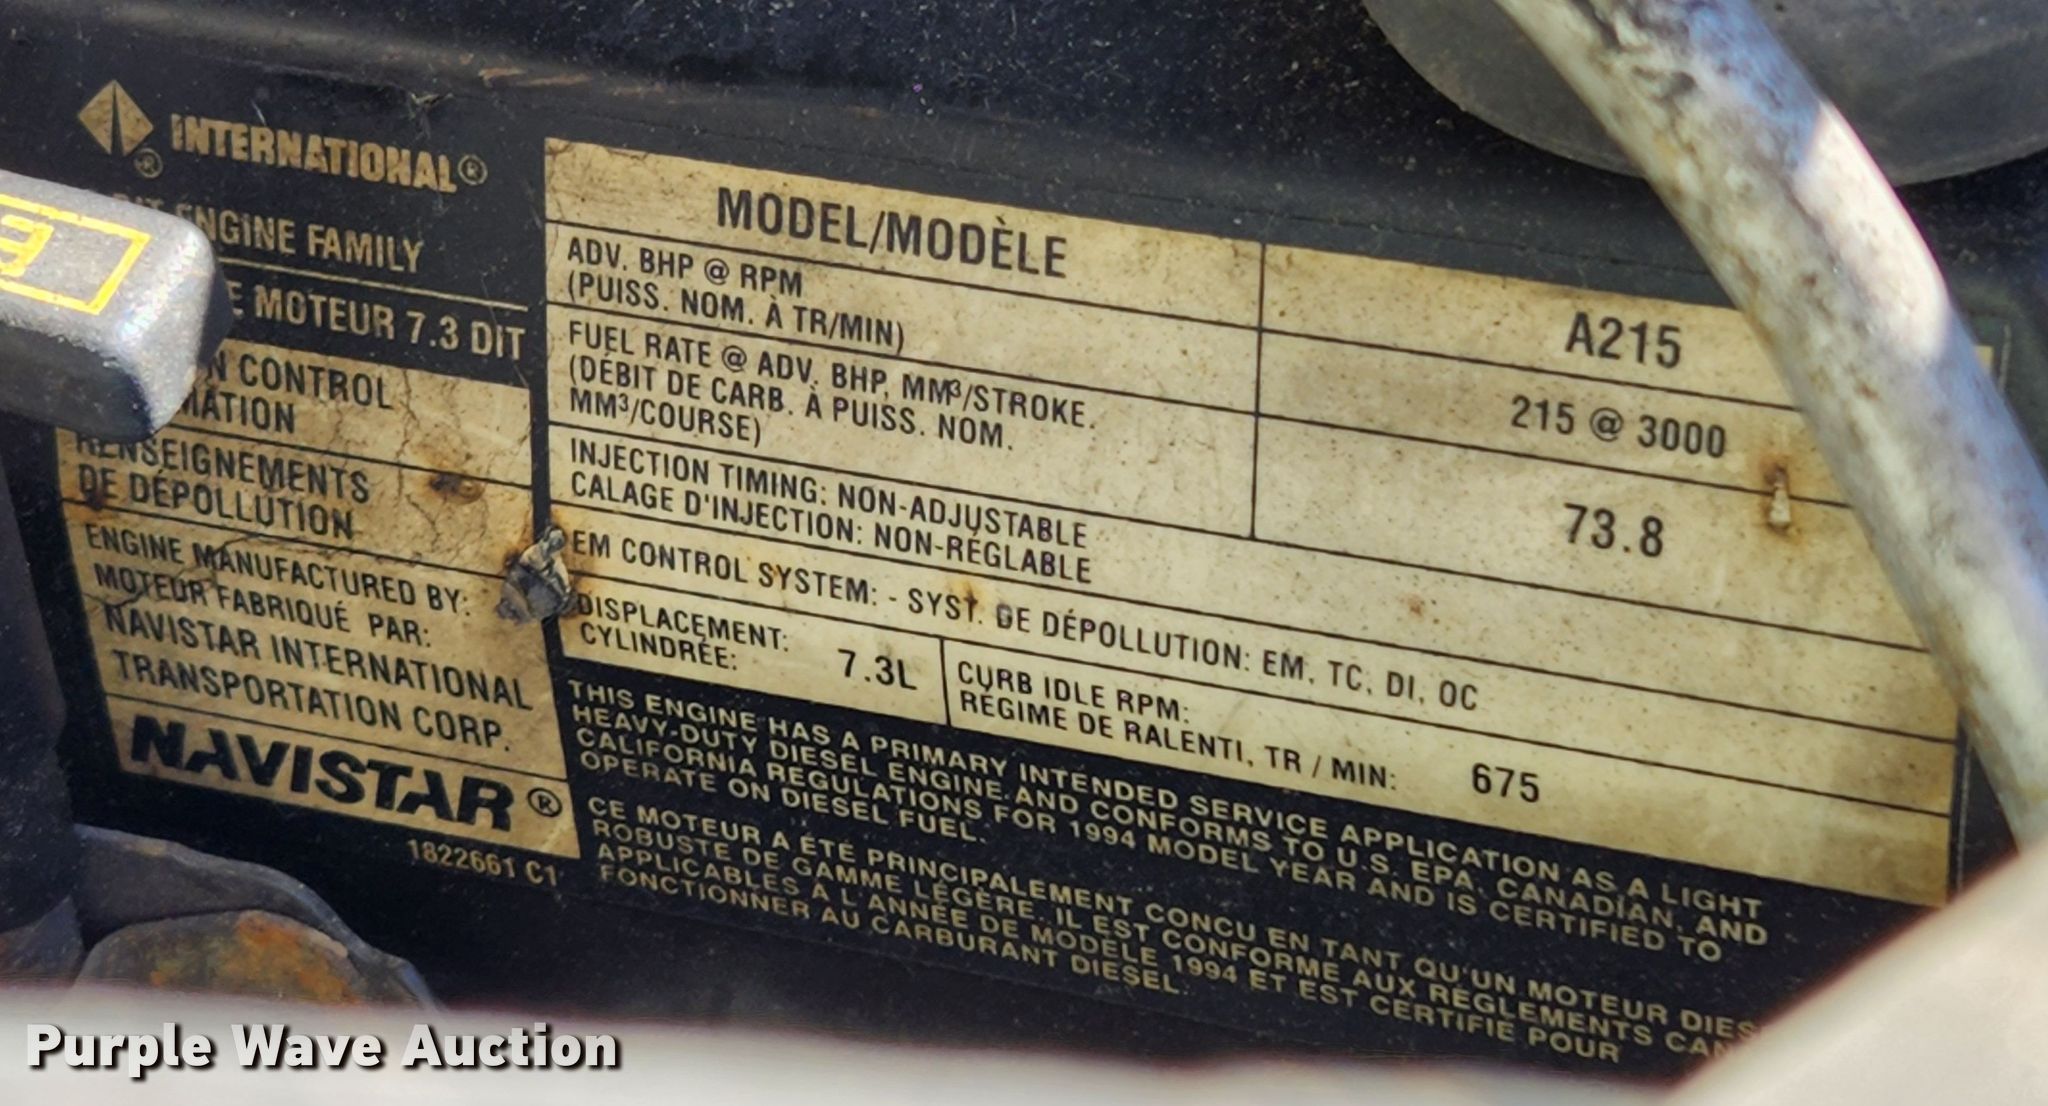 INTERNATIONAL®
®
ENGINE FAMILY
MOTEUR 7.3 DIT
CONTROL
RENSEIGNEMENTS
DE DÉPOLLUTION
ENGINE MANUFACTURED BY:
MOTEUR FABRIQUÉ PAR:
NAVISTAR INTERNATIONAL
TRANSPORTATION CORP.
NAVISTAR®
1822661 C1
MODEL/MODÈLE
A215
ADV. BHP @ RPM
(PUISS. NOM. À TR/MIN)
215 @ 3000
FUEL RATE @ ADV. BHP, MM³/STROKE.
(DÉBIT DE CARB. À PUISS. NOM.
MM³/COURSE)
73.8
INJECTION TIMING: NON-ADJUSTABLE
CALAGE D'INJECTION: NON-RÉGLABLE
EM CONTROL SYSTEM: - SYST. DE DÉPOLLUTION: EM, TC, DI, OC
DISPLACEMENT:
CYLINDRÉE:
7.3L
CURB IDLE RPM:
RÉGIME DE RALENTI, TR / MIN:
675
THIS ENGINE HAS A PRIMARY INTENDED SERVICE APPLICATION AS A LIGHT
HEAVY-DUTY DIESEL ENGINE AND CONFORMS TO U.S. EPA, CANADIAN, AND
CALIFORNIA REGULATIONS FOR 1994 MODEL YEAR AND IS CERTIFIED TO
OPERATE ON DIESEL FUEL.
CE MOTEUR A ÉTÉ PRINCIPALEMENT CONCU EN TANT QU'UN MOTEUR DIES
ROBUSTE DE GAMME LÉGÈRE. IL EST CONFORME AUX RÉGLEMENTS CAN
APPLICABLES À L'ANNÉE DE MODÈLE 1994 ET EST CERTIFIÉ POUR
FONCTIONNER AU CARBURANT DIESEL.
Purple Wave Auction